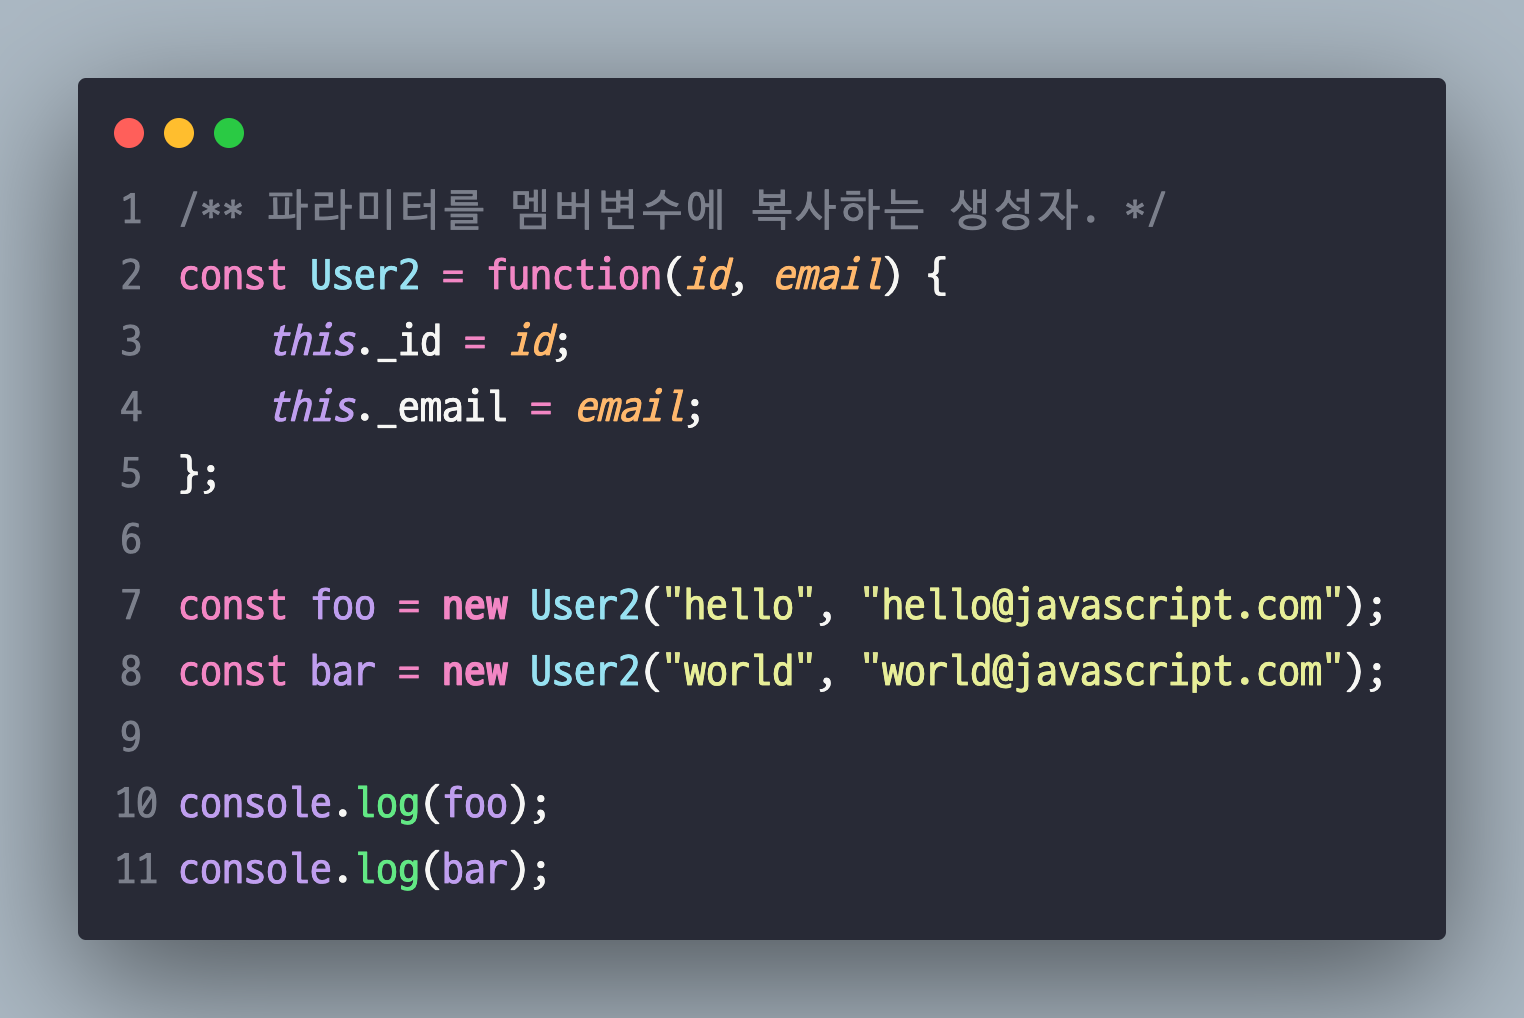 1 /** 파라미터를 멤버변수에 복사하는 생성자. */
2 const User2 = function(id, email) {
3     this._id = id;
4     this._email = email;
5 };
6
7 const foo = new User2("hello", "hello@javascript.com");
8 const bar = new User2("world", "world@javascript.com");
9
10 console.log(foo);
11 console.log(bar);